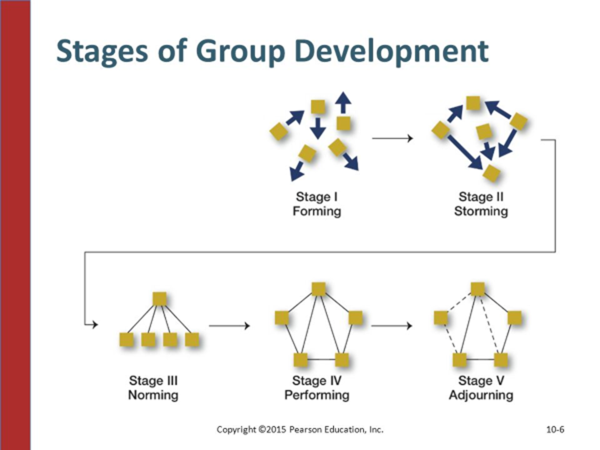 Stages of Group Development
Stage I
Forming
Stage II
Storming
Stage III
Norming
Stage IV
Performing
Stage V
Adjourning
Copyright ©2015 Pearson Education, Inc.
10-6